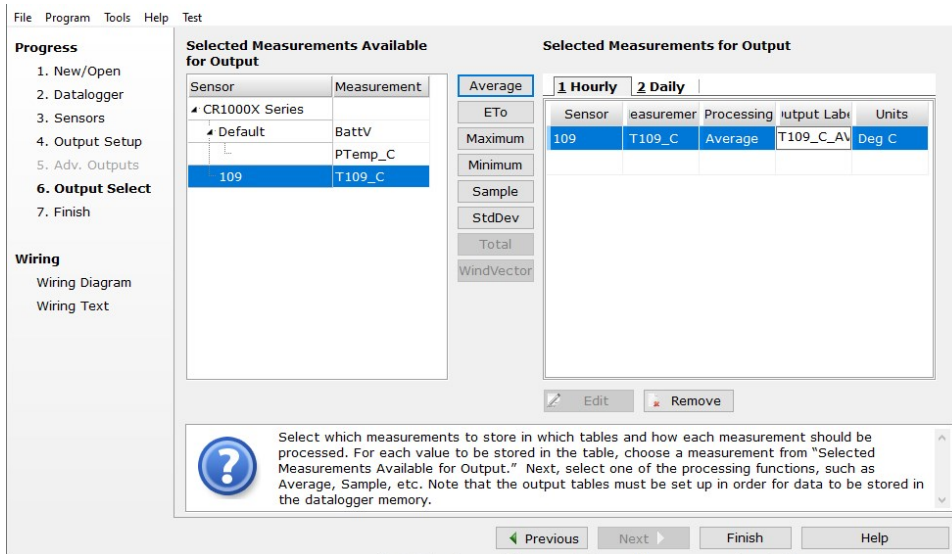 File Program Tools Help Test
Progress
1. New/Open
2. Datalogger
3. Sensors
4. Output Setup
5. Adv. Outputs
6. Output Select
7. Finish
Wiring
Wiring Diagram
Wiring Text
Selected Measurements Available
for Output
Sensor Measurement
CR1000X Series
Default BattV
PTemp_C
109 T109_C
Average
ETo
Maximum
Minimum
Sample
StdDev
Total
WindVector
Selected Measurements for Output
1 Hourly 2 Daily
Sensor easuremer Processing utput Labe Units
109 T109_C Average T109_C_AV Deg C
Edit Remove
Select which measurements to store in which tables and how each measurement should be
processed. For each value to be stored in the table, choose a measurement from “Selected
Measurements Available for Output.” Next, select one of the processing functions, such as
Average, Sample, etc. Note that the output tables must be set up in order for data to be stored in
the datalogger memory.
Previous Next Finish Help